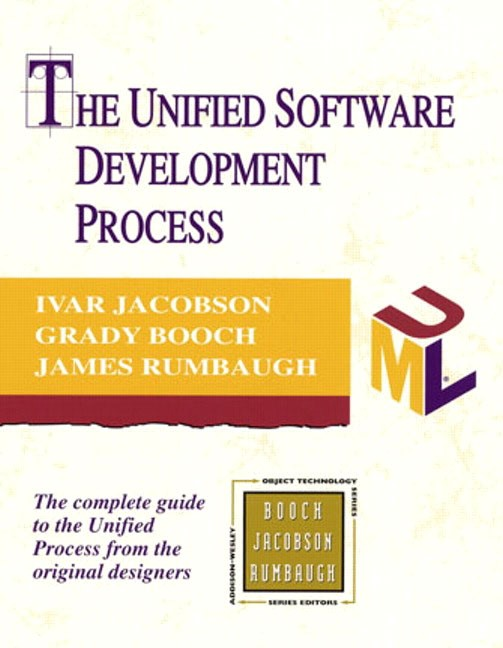 THE UNIFIED SOFTWARE
DEVELOPMENT
PROCESS
IVAR JACOBSON
GRADY BOOCH
JAMES RUMBAUGH
UML®
The complete guide
to the Unified
Process from the
original designers
OBJECT TECHNOLOGY
SERIES
ADDISON-WESLEY
BOOCH
JACOBSON
RUMBAUGH
SERIES EDITORS